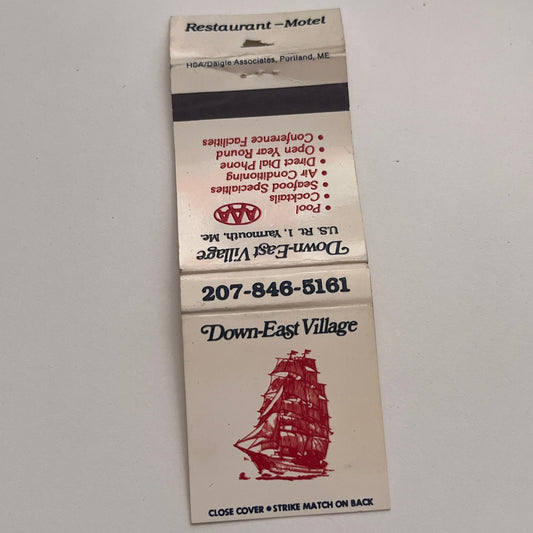 Restaurant - Motel
HSA/Daigle Associates, Portland, ME
Down-East Village
U.S. Rt. 1, Yarmouth, Me.
AAA
• Pool
• Cocktails
• Seafood Specialties
• Air Conditioning
• Direct Dial Phone
• Open Year Round
• Conference Facilities
207-846-5161
Down-East Village
CLOSE COVER • STRIKE MATCH ON BACK